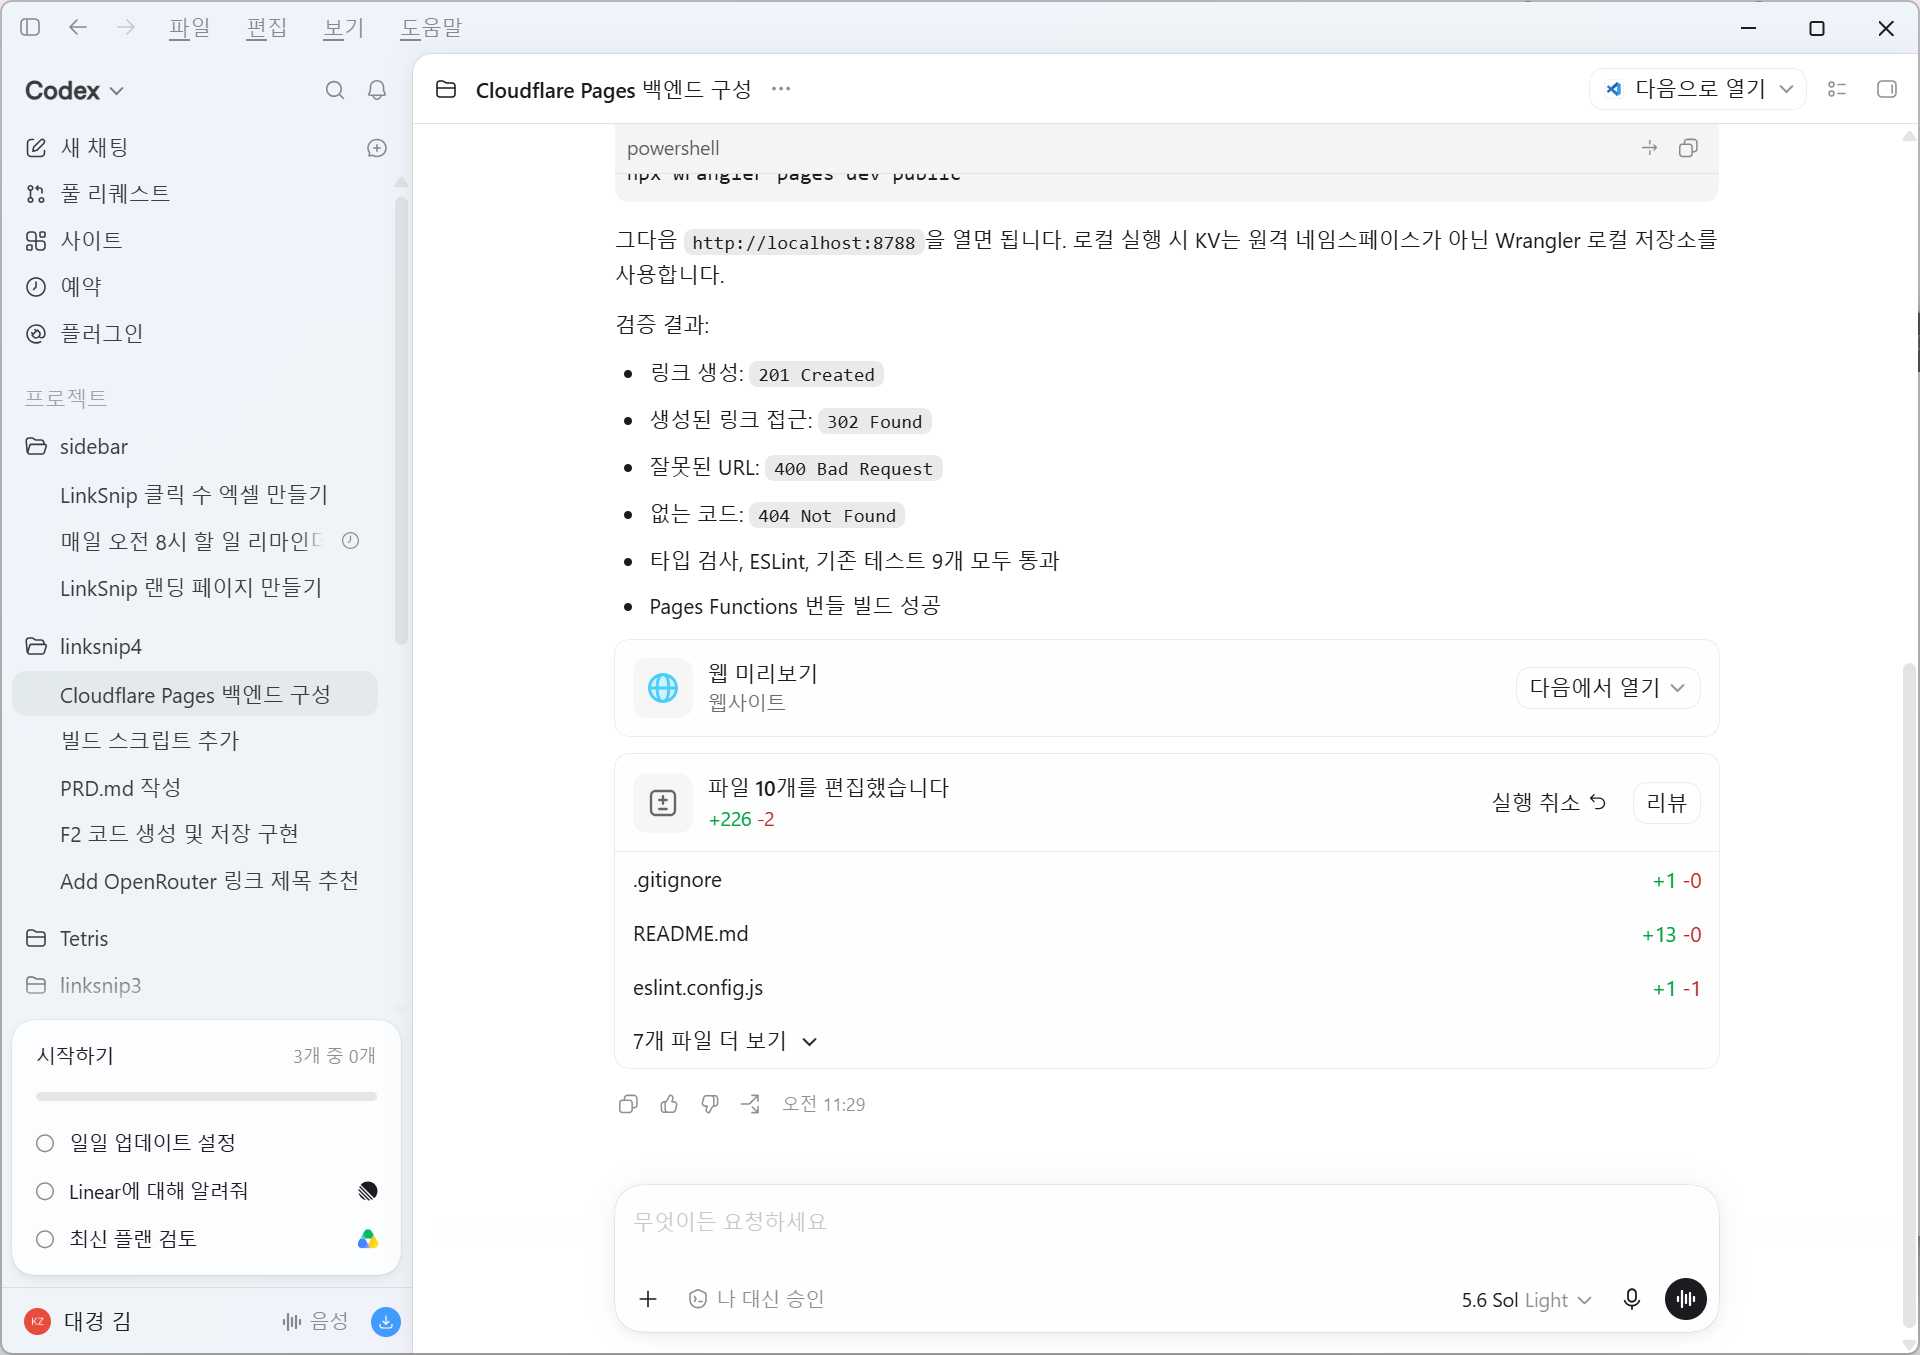 파일 편집 보기 도움말
Codex
새 채팅
풀 리퀘스트
사이트
예약
플러그인
프로젝트
sidebar
LinkSnip 클릭 수 엑셀 만들기
매일 오전 8시 할 일 리마인
LinkSnip 랜딩 페이지 만들기
linksnip4
Cloudflare Pages 백엔드 구성
빌드 스크립트 추가
PRD.md 작성
F2 코드 생성 및 저장 구현
Add OpenRouter 링크 제목 추천
Tetris
linksnip3
시작하기 3개 중 0개
일일 업데이트 설정
Linear에 대해 알려줘
최신 플랜 검토
KZ 대경 김 음성
Cloudflare Pages 백엔드 구성 ··· 다음으로 열기
powershell
npx wrangler pages dev public
그다음 http://localhost:8788을 열면 됩니다. 로컬 실행 시 KV는 원격 네임스페이스가 아닌 Wrangler 로컬 저장소를
사용합니다.
검증 결과:
• 링크 생성: 201 Created
• 생성된 링크 접근: 302 Found
• 잘못된 URL: 400 Bad Request
• 없는 코드: 404 Not Found
• 타입 검사, ESLint, 기존 테스트 9개 모두 통과
• Pages Functions 번들 빌드 성공
웹 미리보기
웹사이트
다음에서 열기
파일 10개를 편집했습니다
+226 -2
실행 취소 리뷰
.gitignore +1 -0
README.md +13 -0
eslint.config.js +1 -1
7개 파일 더 보기
오전 11:29
무엇이든 요청하세요
나 대신 승인 5.6 Sol Light